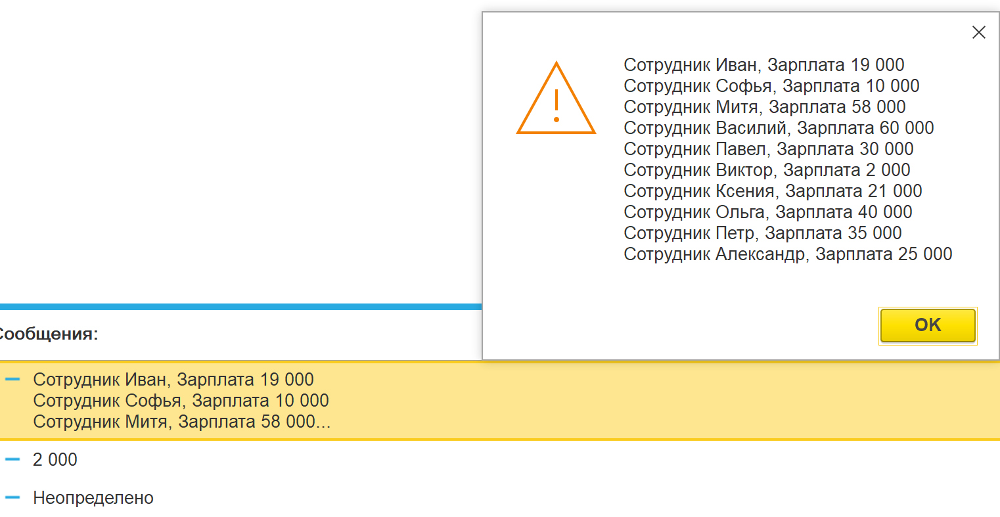 Сотрудник Иван, Зарплата 19 000
Сотрудник Софья, Зарплата 10 000
Сотрудник Митя, Зарплата 58 000
Сотрудник Василий, Зарплата 60 000
Сотрудник Павел, Зарплата 30 000
Сотрудник Виктор, Зарплата 2 000
Сотрудник Ксения, Зарплата 21 000
Сотрудник Ольга, Зарплата 40 000
Сотрудник Петр, Зарплата 35 000
Сотрудник Александр, Зарплата 25 000
OK
Сообщения:
Сотрудник Иван, Зарплата 19 000
Сотрудник Софья, Зарплата 10 000
Сотрудник Митя, Зарплата 58 000...
2 000
Неопределено